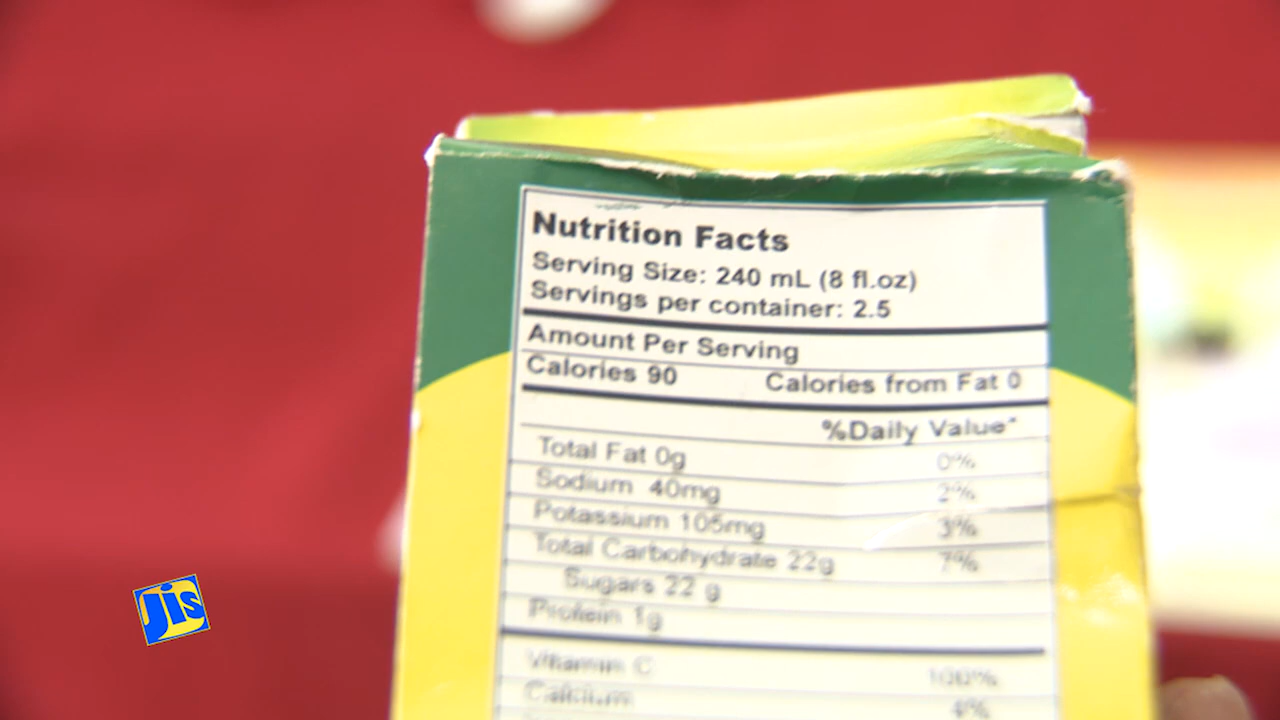 Nutrition Facts
Serving Size: 240 mL (8 fl.oz)
Servings per container: 2.5
Amount Per Serving
Calories 90 Calories from Fat 0
%Daily Value*
Total Fat 0g 0%
Sodium 40mg 2%
Potassium 105mg 3%
Total Carbohydrate 22g 7%
Sugars 22 g
Protein 1g
Vitamin C 100%
Calcium 4%
jis